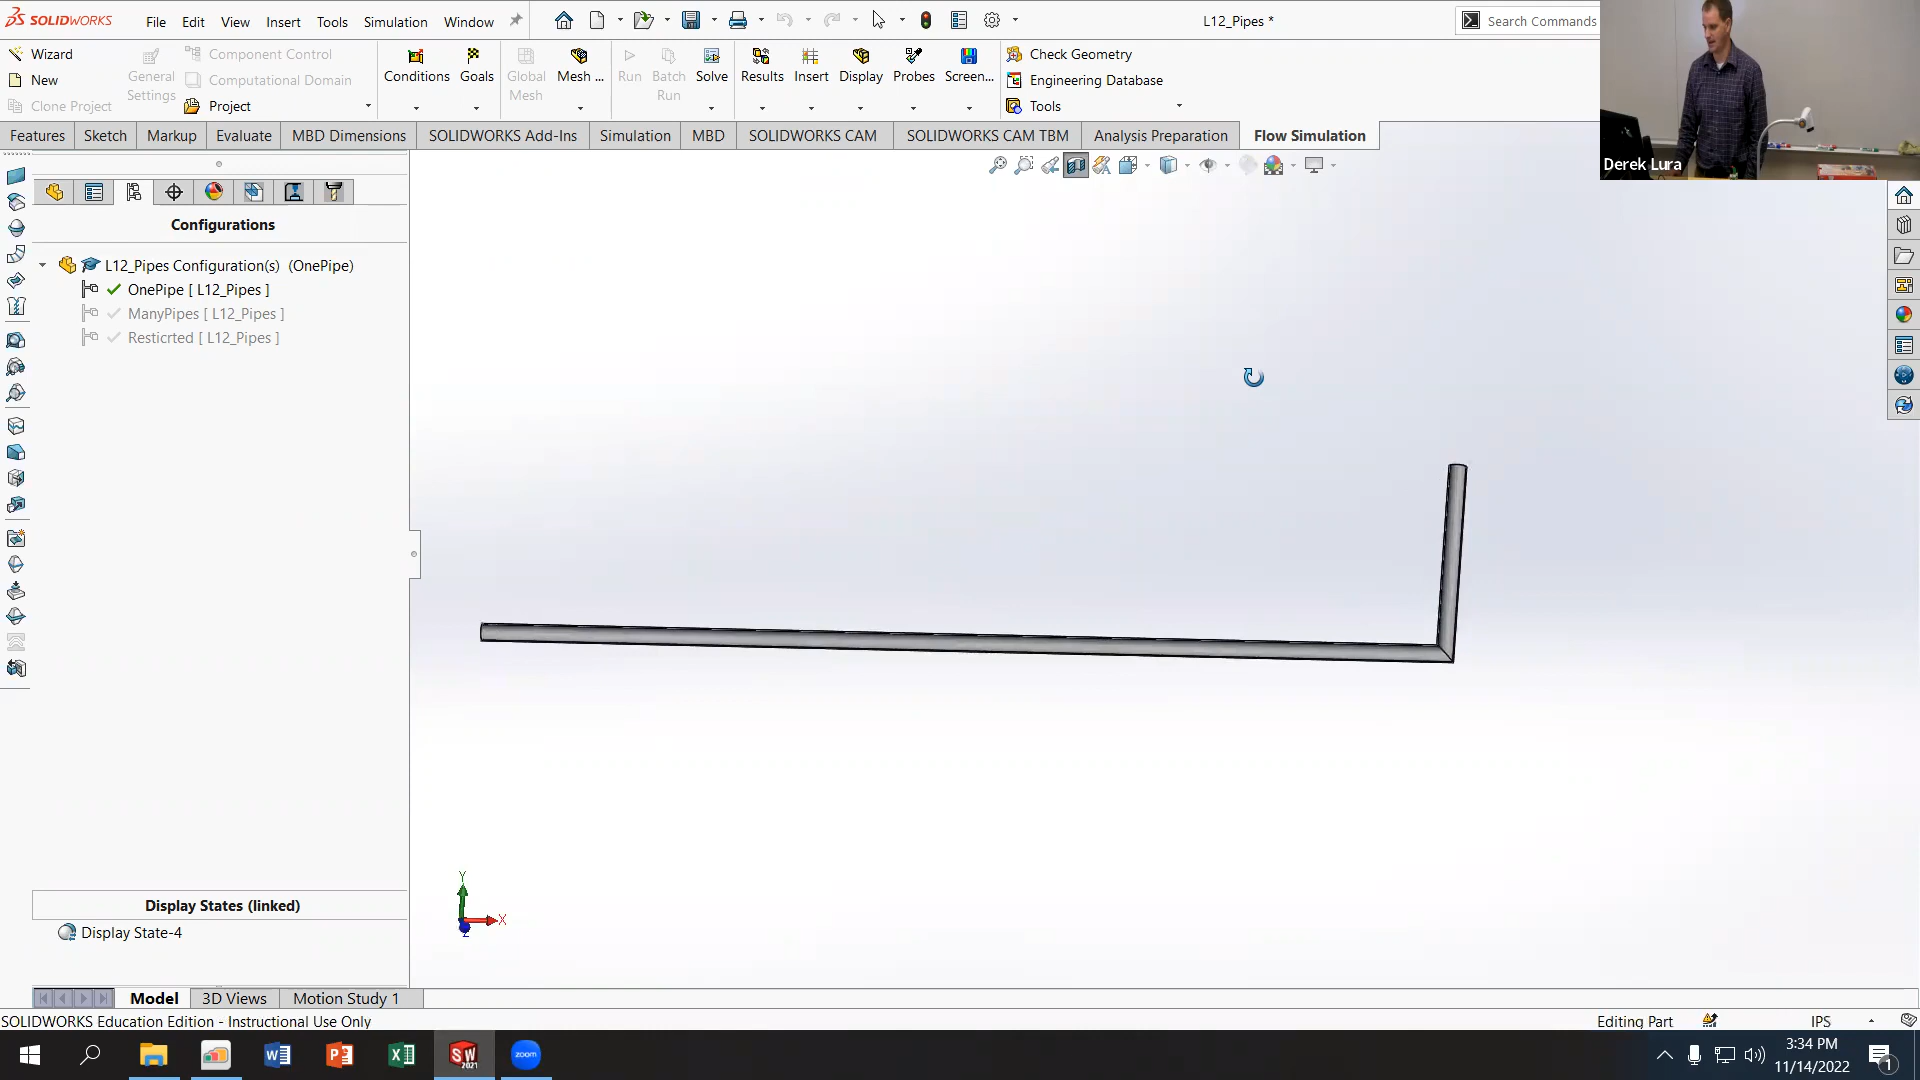 SOLIDWORKS
File
Edit
View
Insert
Tools
Simulation
Window
L12_Pipes *
Search Commands
Wizard
New
Clone Project
General
Settings
Component Control
Computational Domain
Project
Conditions
Goals
Global
Mesh
Mesh ...
Run
Batch
Run
Solve
Results
Insert
Display
Probes
Screen...
Check Geometry
Engineering Database
Tools
Derek Lura
Features
Sketch
Markup
Evaluate
MBD Dimensions
SOLIDWORKS Add-Ins
Simulation
MBD
SOLIDWORKS CAM
SOLIDWORKS CAM TBM
Analysis Preparation
Flow Simulation
Configurations
L12_Pipes Configuration(s) (OnePipe)
OnePipe [ L12_Pipes ]
ManyPipes [ L12_Pipes ]
Resticrted [ L12_Pipes ]
Y
X
Z
Display States (linked)
Display State-4
Model
3D Views
Motion Study 1
SOLIDWORKS Education Edition - Instructional Use Only
Editing Part
IPS
W
P
X
SW
2021
zoom
3:34 PM
11/14/2022
1